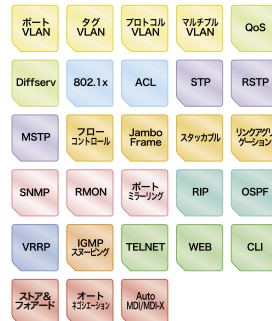 ポート
VLAN
タグ
VLAN
プロトコル
VLAN
マルチプル
VLAN
QoS
Diffserv
802.1x
ACL
STP
RSTP
MSTP
フロー
コントロール
Jambo
Frame
スタッカブル
リンクアグリ
ゲーション
SNMP
RMON
ポート
ミラーリング
RIP
OSPF
VRRP
IGMP
スヌーピング
TELNET
WEB
CLI
ストア&
フォアード
オート
ネゴシエーション
Auto
MDI/MDI-X